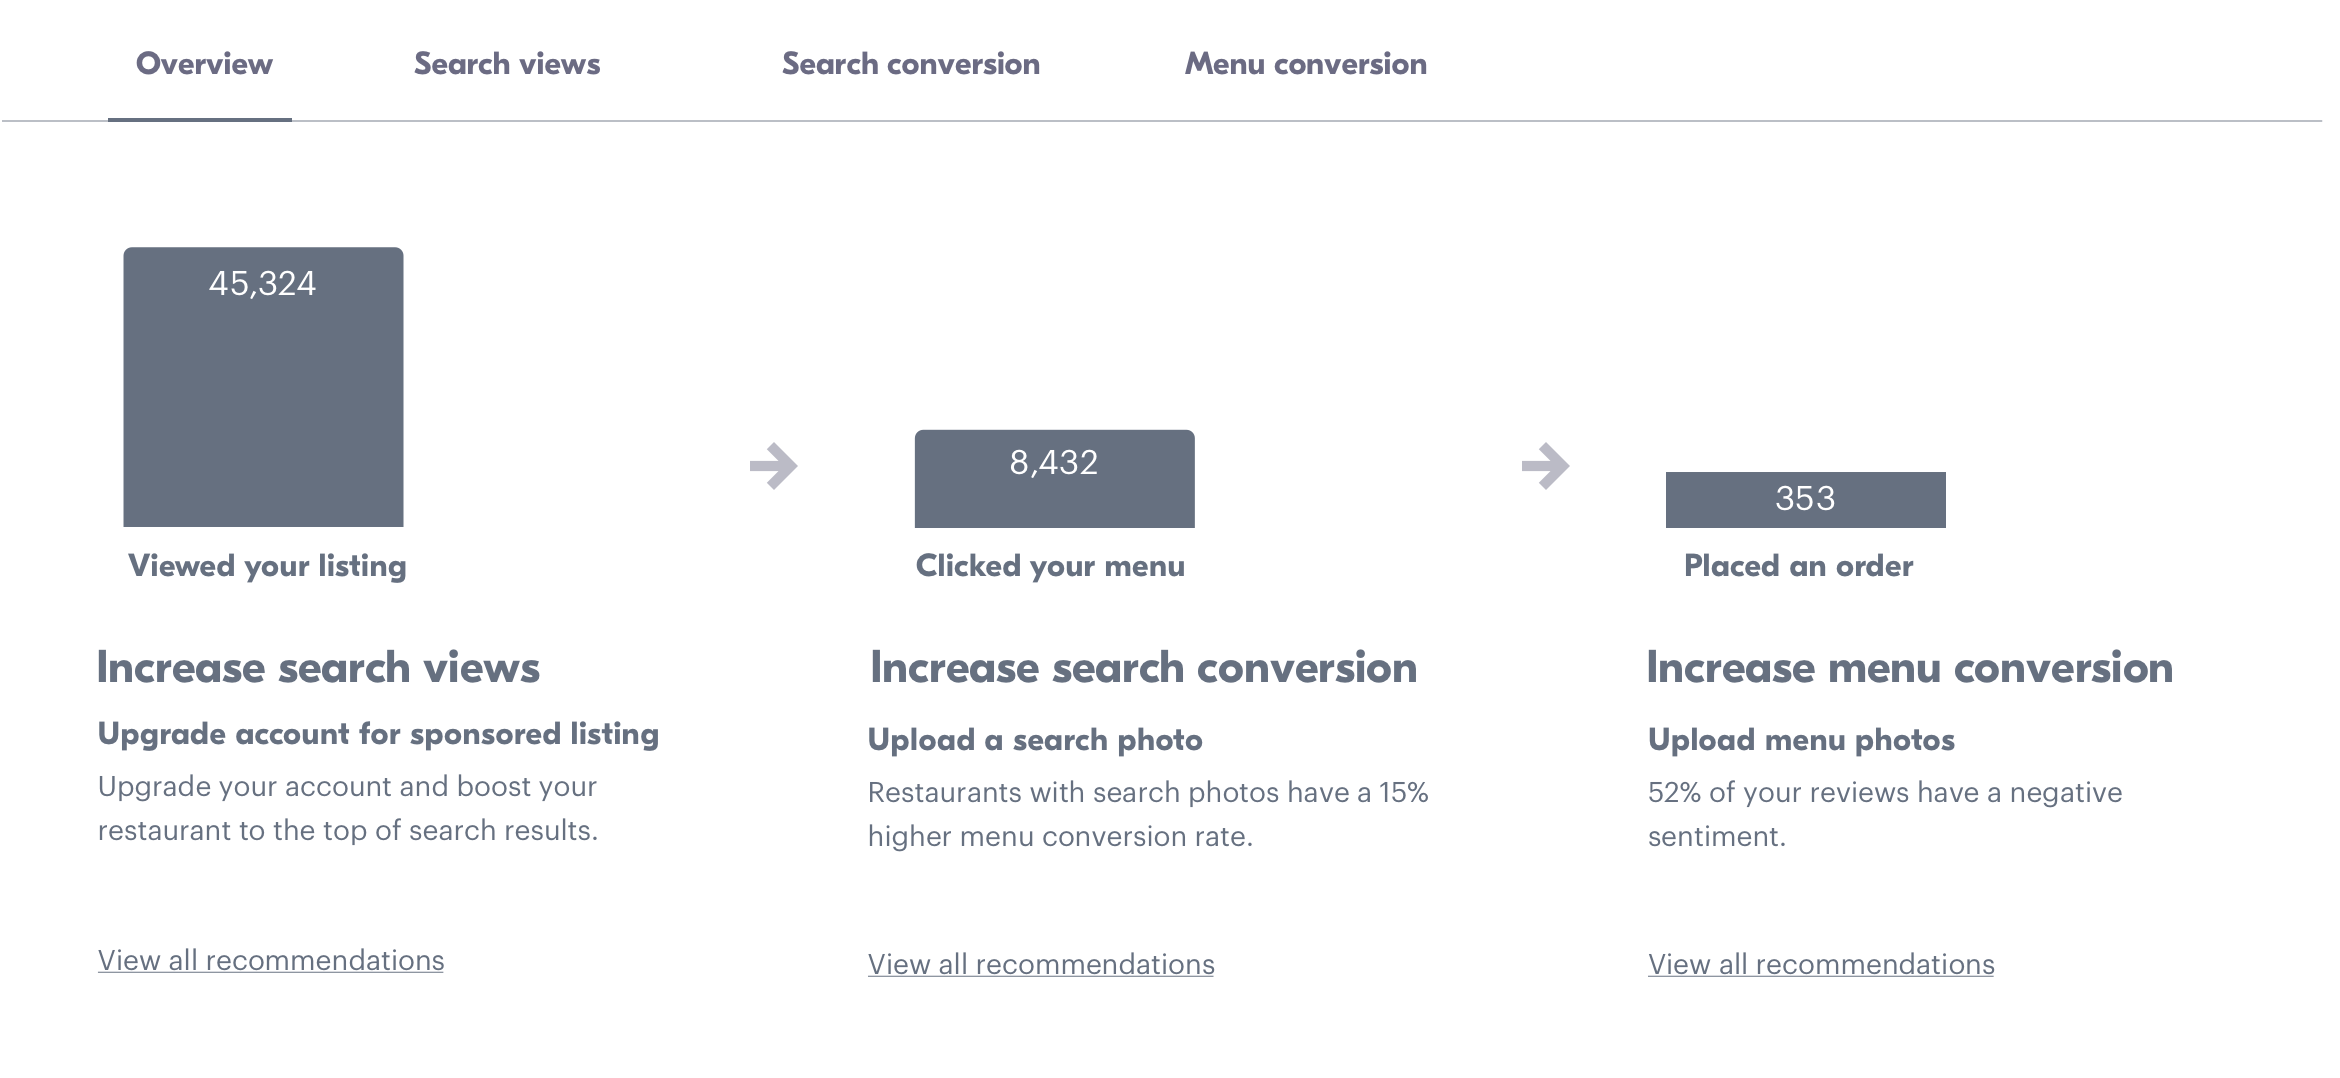 Overview
Search views
Search conversion
Menu conversion
45,324
Viewed your listing
8,432
Clicked your menu
353
Placed an order
Increase search views
Upgrade account for sponsored listing
Upgrade your account and boost your
restaurant to the top of search results.
View all recommendations
Increase search conversion
Upload a search photo
Restaurants with search photos have a 15%
higher menu conversion rate.
View all recommendations
Increase menu conversion
Upload menu photos
52% of your reviews have a negative
sentiment.
View all recommendations